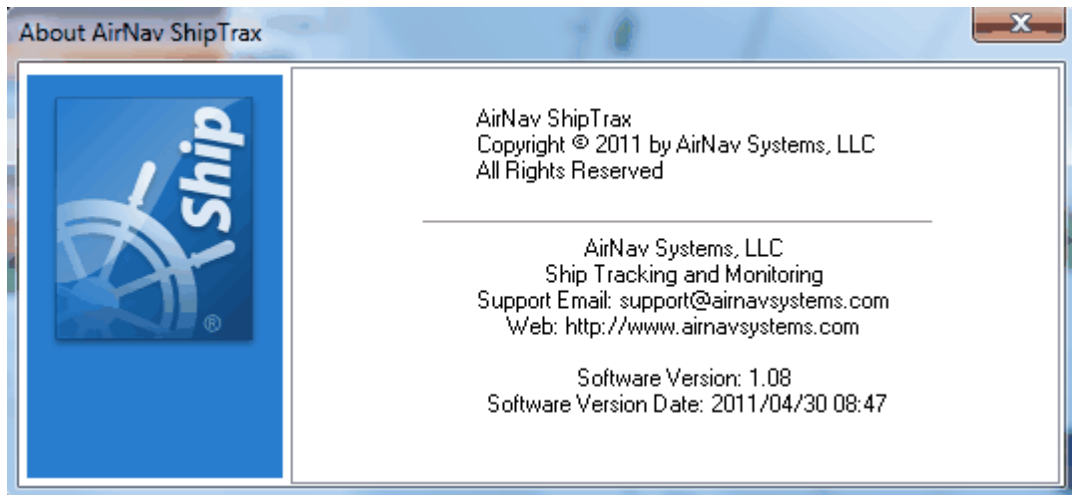 About AirNav ShipTrax
X
Ship
®
AirNav ShipTrax
Copyright © 2011 by AirNav Systems, LLC
All Rights Reserved
AirNav Systems, LLC
Ship Tracking and Monitoring
Support Email: support@airnavsystems.com
Web: http://www.airnavsystems.com
Software Version: 1.08
Software Version Date: 2011/04/30 08:47